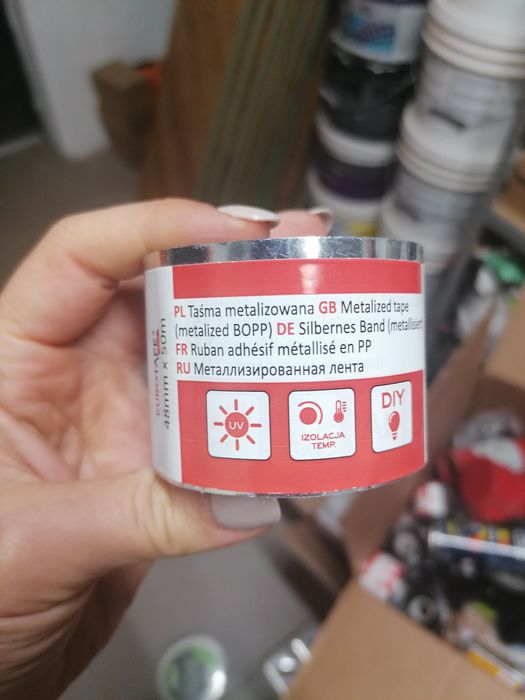 PL Taśma metalizowana GB Metalized tape
(metalized BOPP) DE Silbernes Band (metallisiert
FR Ruban adhésif métallisé en PP
RU Металлизированная лента
EUROTAPE
48mm x 50m
UV
IZOLACJA
TEMP.
DIY